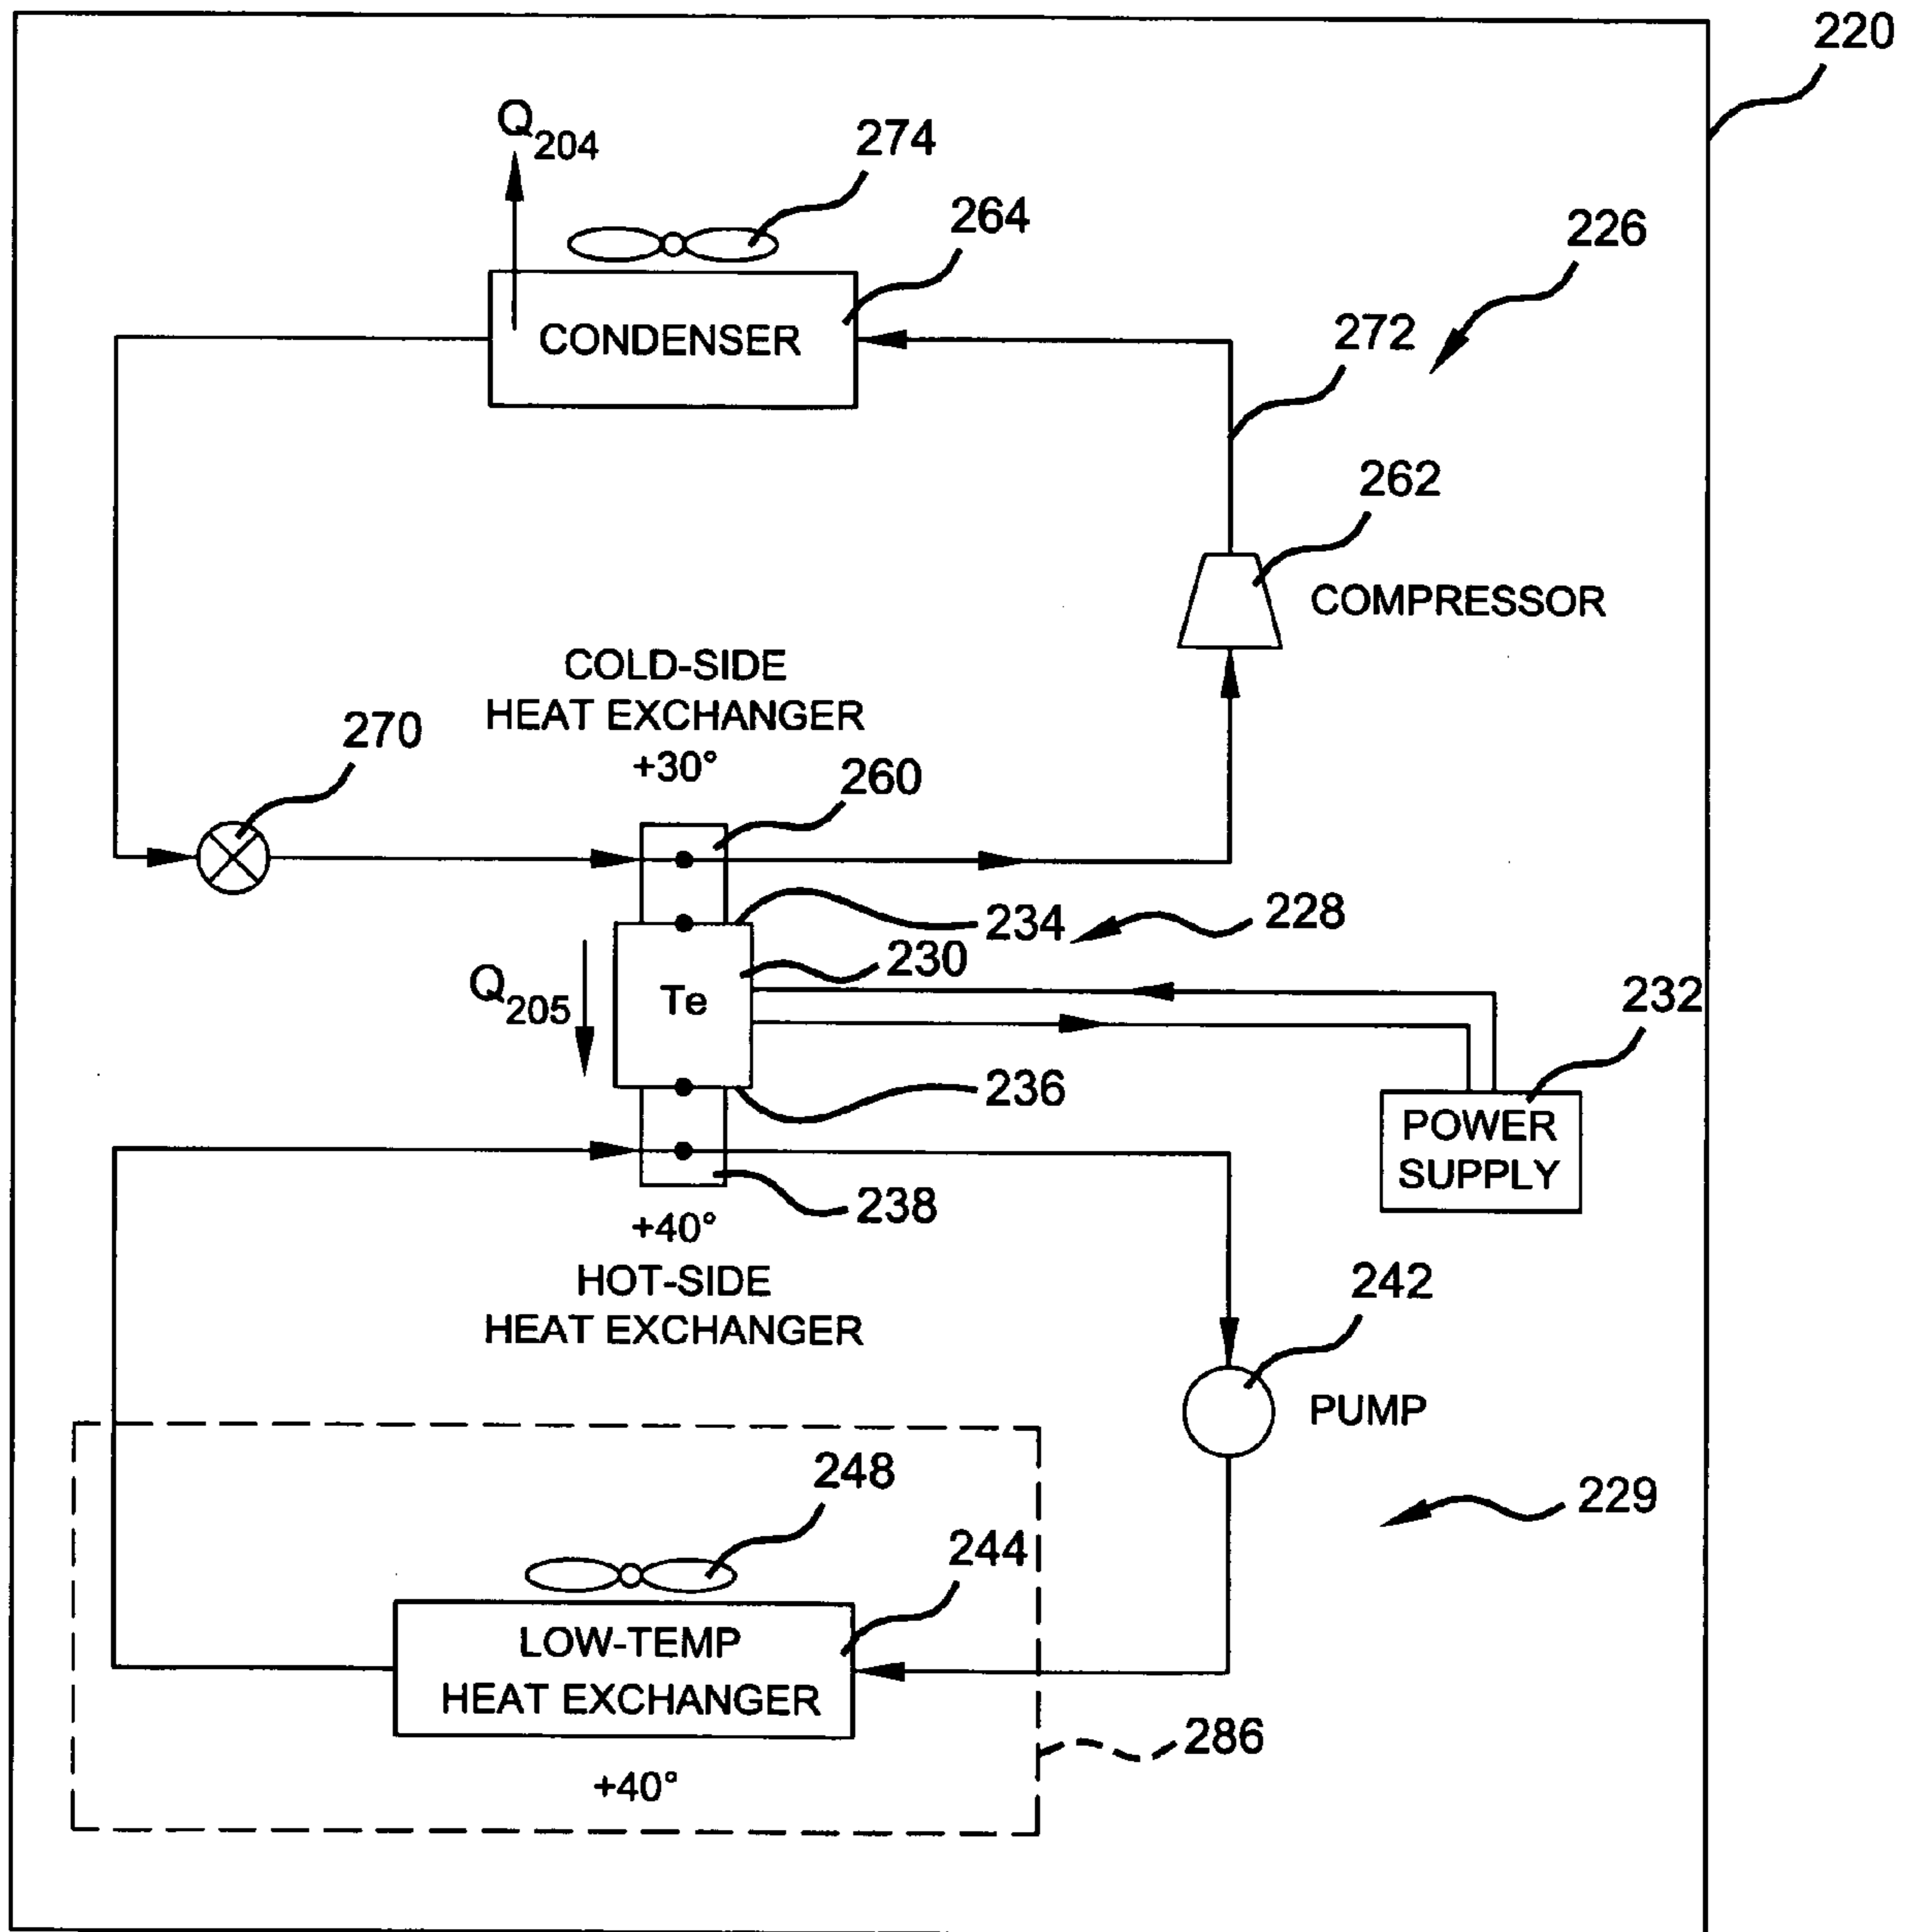 220
Q204
274
264
226
CONDENSER
272
262
COMPRESSOR
COLD-SIDE
HEAT EXCHANGER
+30°
270
260
234
228
230
Q205
Te
232
236
POWER
SUPPLY
238
+40°
HOT-SIDE
HEAT EXCHANGER
242
PUMP
248
229
244
LOW-TEMP
HEAT EXCHANGER
286
+40°